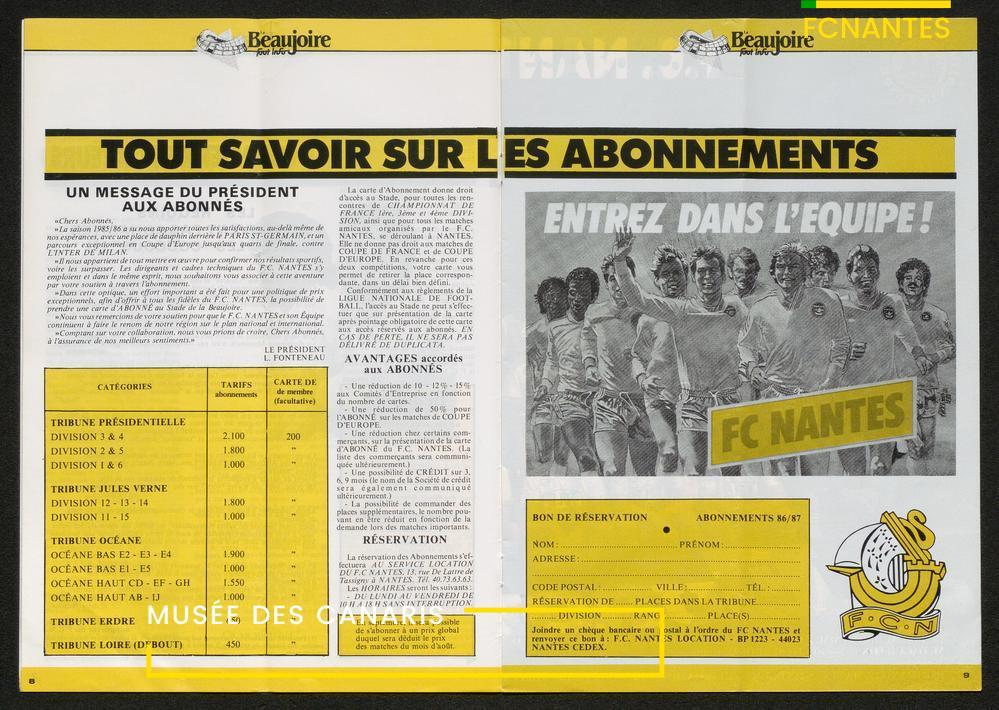 Beaujoire
Tout Info
La Beaujoire
Tout Info
FCNANTES
TOUT SAVOIR SUR LES ABONNEMENTS
UN MESSAGE DU PRÉSIDENT
AUX ABONNÉS
«Chers Abonnés,
«La saison 1985/86 a su nous apporter toutes les satisfactions, au-delà même de
nos espérances, avec une place de dauphin derrière le PARIS ST-GERMAIN, et un
parcours exceptionnel en Coupe d'Europe jusqu'aux quarts de finale, contre
L'INTER DE MILAN.
«Il nous appartient de tout mettre en œuvre pour confirmer nos résultats sportifs,
voire les surpasser. Les dirigeants et cadres techniques du F.C. NANTES s'y
emploient et dans le même esprit, nous souhaitons vous associer à cette aventure
par votre soutien à travers l'abonnement.
«Dans cette optique, un effort important a été fait pour une politique de prix
exceptionnels, afin d'offrir à tous les fidèles du F.C. NANTES, la possibilité de
prendre une carte d'ABONNÉ au Stade de la Beaujoire.
«Nous vous remercions de votre soutien pour que le F.C. NANTES et son Équipe
continuent à faire le renom de notre région sur le plan national et international.
«Comptant sur votre collaboration, nous vous prions de croire, Chers Abonnés,
à l'assurance de nos meilleurs sentiments.»
LE PRÉSIDENT
L. FONTENEAU
CATÉGORIES TARIFS abonnements CARTE DE de membre (facultative)
TRIBUNE PRÉSIDENTIELLE
DIVISION 3 & 4 2.100 200
DIVISION 2 & 5 1.800 "
DIVISION 1 & 6 1.000 "
TRIBUNE JULES VERNE
DIVISION 12 - 13 - 14 1.800 "
DIVISION 11 - 15 1.000 "
TRIBUNE OCÉANE
OCÉANE BAS E2 - E3 - E4 1.900 "
OCÉANE BAS E1 - E5 1.000 "
OCÉANE HAUT CD - EF - GH 1.550 "
OCÉANE HAUT AB - IJ 1.000 "
TRIBUNE ERDRE "
TRIBUNE LOIRE (DEBOUT) 450 "
La carte d'Abonnement donne droit
d'accès au Stade, pour toutes les ren-
contres de CHAMPIONNAT DE
FRANCE 1ère, 3ème et 4ème DIVI-
SION, ainsi que pour tous les matches
amicaux organisés par le F.C.
NANTES, se déroulant à NANTES.
Elle ne donne pas droit aux matches de
COUPE DE FRANCE et de COUPE
D'EUROPE. En revanche pour ces
deux compétitions, votre carte vous
permet de retirer la place correspon-
dante, dans un délai bien défini.
Conformément aux règlements de la
LIGUE NATIONALE DE FOOT-
BALL, l'accès au Stade ne peut s'effec-
tuer que sur présentation de la carte
après pointage obligatoire de cette carte
aux accès réservés aux abonnés. EN
CAS DE PERTE, IL NE SERA PAS
DÉLIVRÉ DE DUPLICATA.
AVANTAGES accordés
aux ABONNÉS
- Une réduction de 10 - 12% - 15%
aux Comités d'Entreprise en fonction
du nombre de cartes.
- Une réduction de 50% pour
l'ABONNÉ sur les matches de COUPE
D'EUROPE.
- Une réduction chez certains com-
merçants, sur la présentation de la carte
d'ABONNÉ du F.C. NANTES. (La
liste des commerçants sera communi-
quée ultérieurement.)
- Une possibilité de CRÉDIT sur 3,
6, 9 mois (le nom de la Société de crédit
sera également communiqué
ultérieurement.)
- La possibilité de commander des
places supplémentaires, le nombre pou-
vant en être réduit en fonction de la
demande lors des matches importants.
RÉSERVATION
La réservation des Abonnements s'ef-
fectuera AU SERVICE LOCATION
DU F.C NANTES, 13, rue De Lattre de
Tassigny à NANTES. Tél. 40.73.63.63.
Les HORAIRES seront les suivants :
- DU LUNDI AU VENDREDI DE
10 H A 18 H SANS INTERRUPTION.
possible
de s'abonner à un prix global
duquel sera déduit le prix
des matches du mois d'août.
ENTREZ DANS L'EQUIPE!
FC NANTES
BON DE RÉSERVATION ABONNEMENTS 86/87
NOM : PRÉNOM :
ADRESSE :
CODE POSTAL : VILLE : TÉL. :
RÉSERVATION DE PLACES DANS LA TRIBUNE
DIVISION RANG PLACE(S)
Joindre un chèque bancaire ou postal à l'ordre du FC NANTES et
renvoyer ce bon à : F.C. NANTES LOCATION - BP 1223 - 44023
NANTES CEDEX.
F·C·N
MUSÉE DES CANARIS
8
9